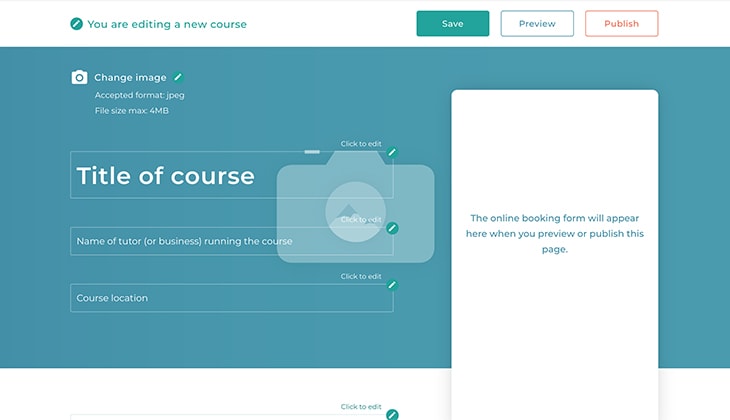 You are editing a new course
Save
Preview
Publish
Change image
Accepted format: jpeg
File size max: 4MB
Click to edit
Title of course
Click to edit
Name of tutor (or business) running the course
Click to edit
Course location
The online booking form will appear
here when you preview or publish this
page.
Click to edit